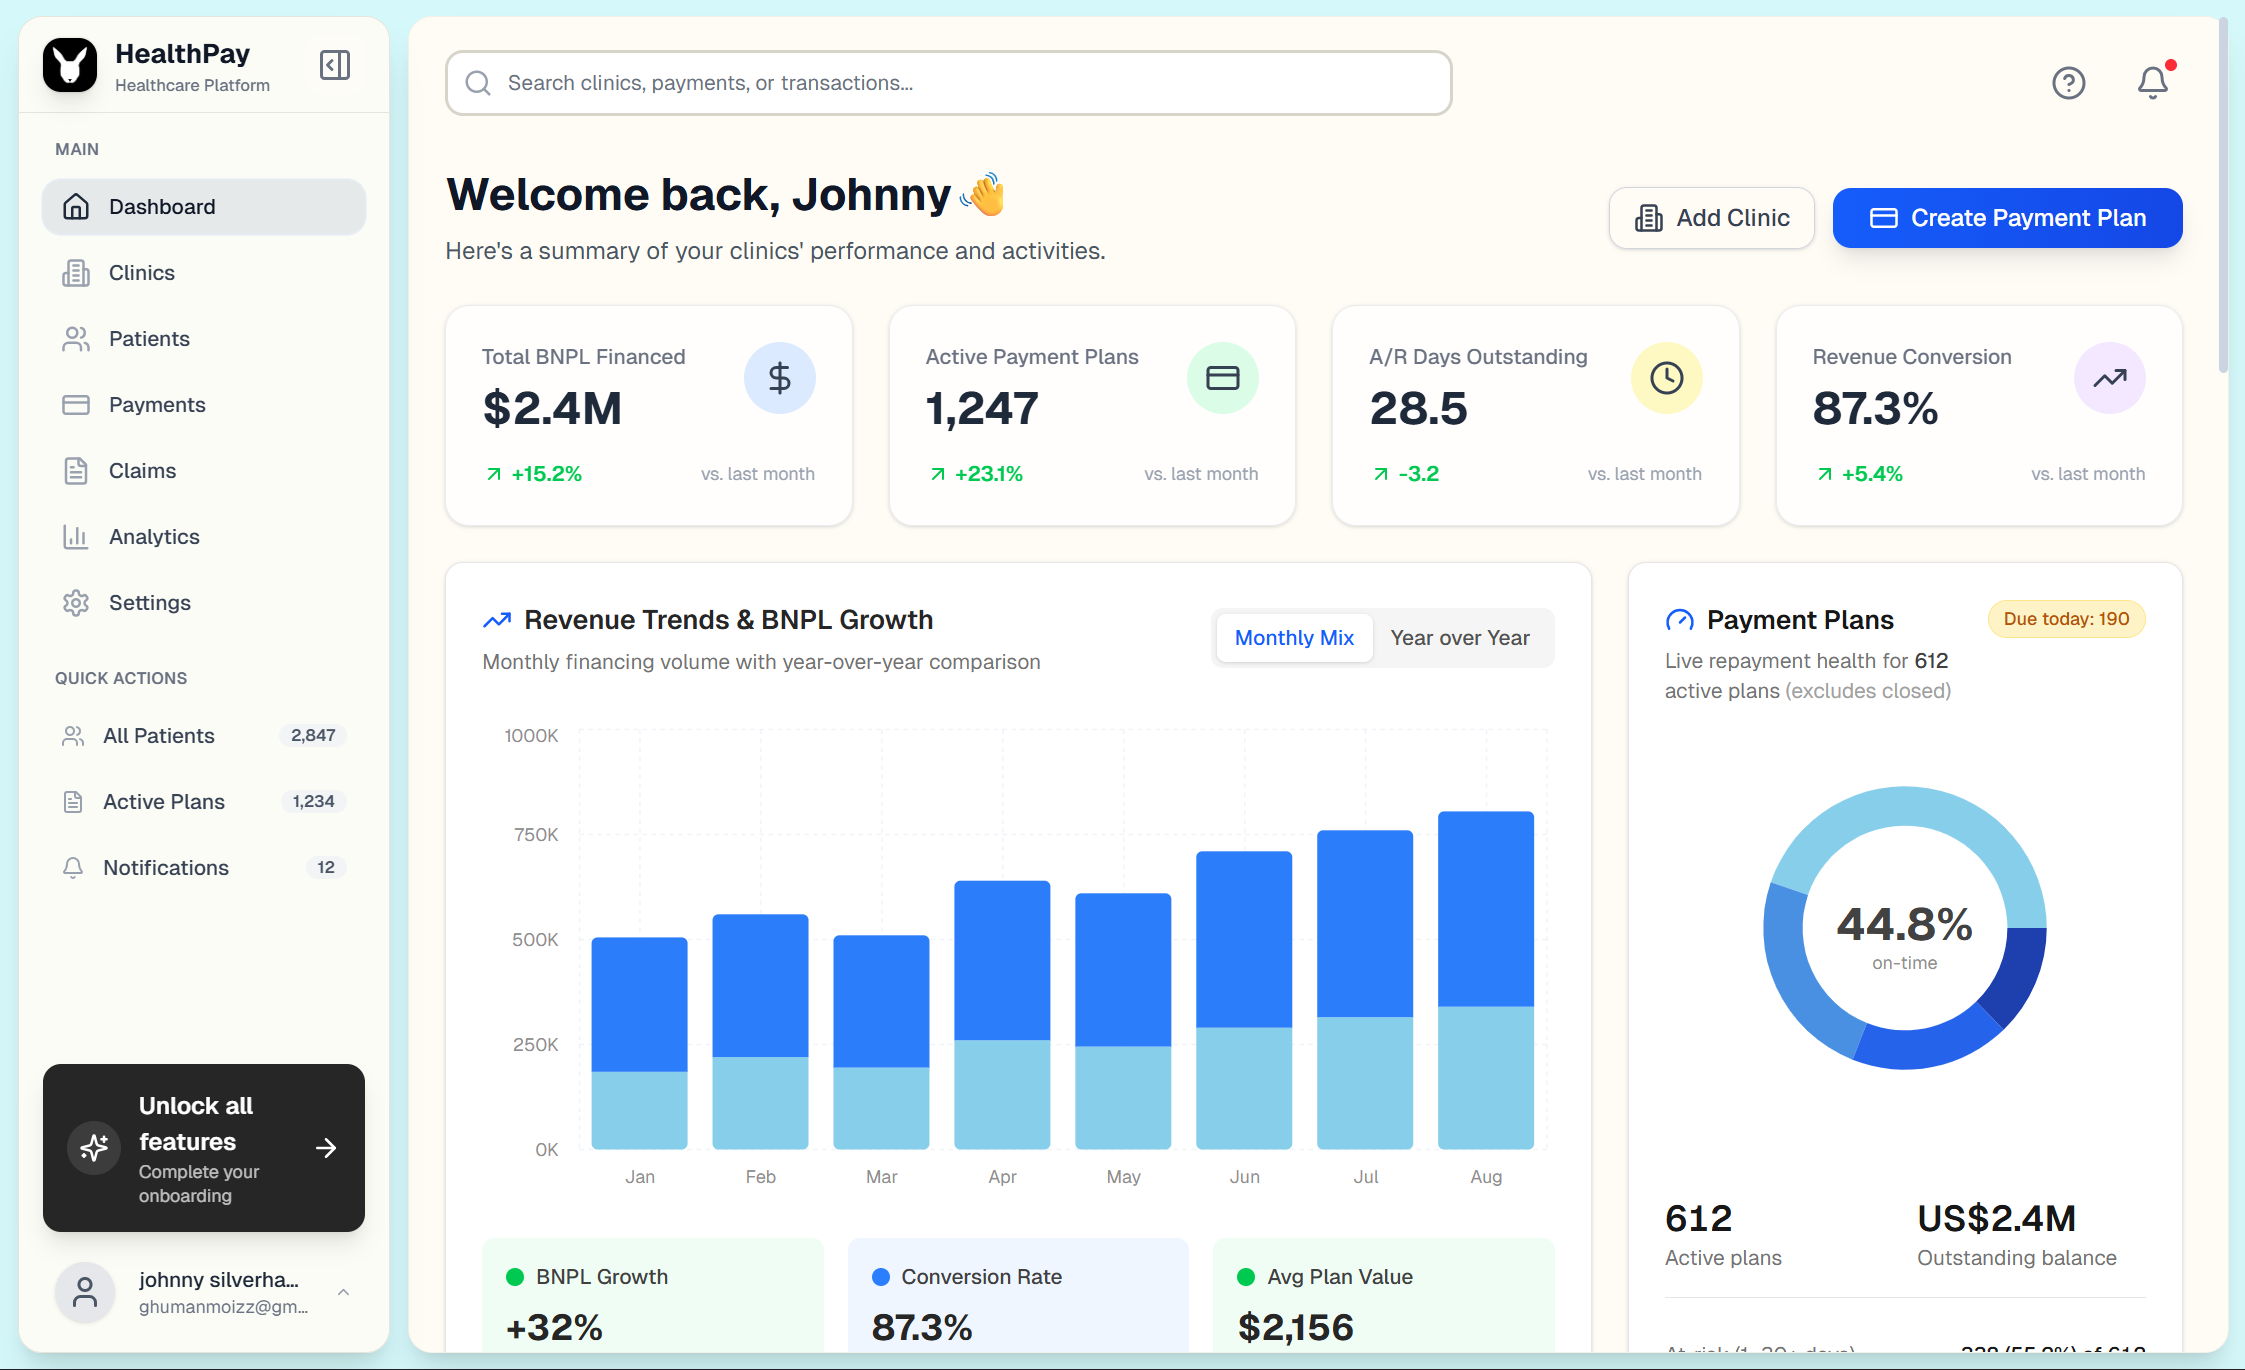 HealthPay
Healthcare Platform
MAIN
Dashboard
Clinics
Patients
Payments
Claims
Analytics
Settings
QUICK ACTIONS
All Patients 2,847
Active Plans 1,234
Notifications 12
Unlock all
features
Complete your
onboarding
johnny silverha...
ghumanmoizz@gm...
Search clinics, payments, or transactions...
Welcome back, Johnny 👋
Here's a summary of your clinics' performance and activities.
Add Clinic
Create Payment Plan
Total BNPL Financed
$2.4M
+15.2% vs. last month
Active Payment Plans
1,247
+23.1% vs. last month
A/R Days Outstanding
28.5
-3.2 vs. last month
Revenue Conversion
87.3%
+5.4% vs. last month
Revenue Trends & BNPL Growth
Monthly financing volume with year-over-year comparison
Monthly Mix Year over Year
1000K
750K
500K
250K
0K
Jan Feb Mar Apr May Jun Jul Aug
BNPL Growth
+32%
Conversion Rate
87.3%
Avg Plan Value
$2,156
Payment Plans
Due today: 190
Live repayment health for 612
active plans (excludes closed)
44.8%
on-time
612
Active plans
US$2.4M
Outstanding balance